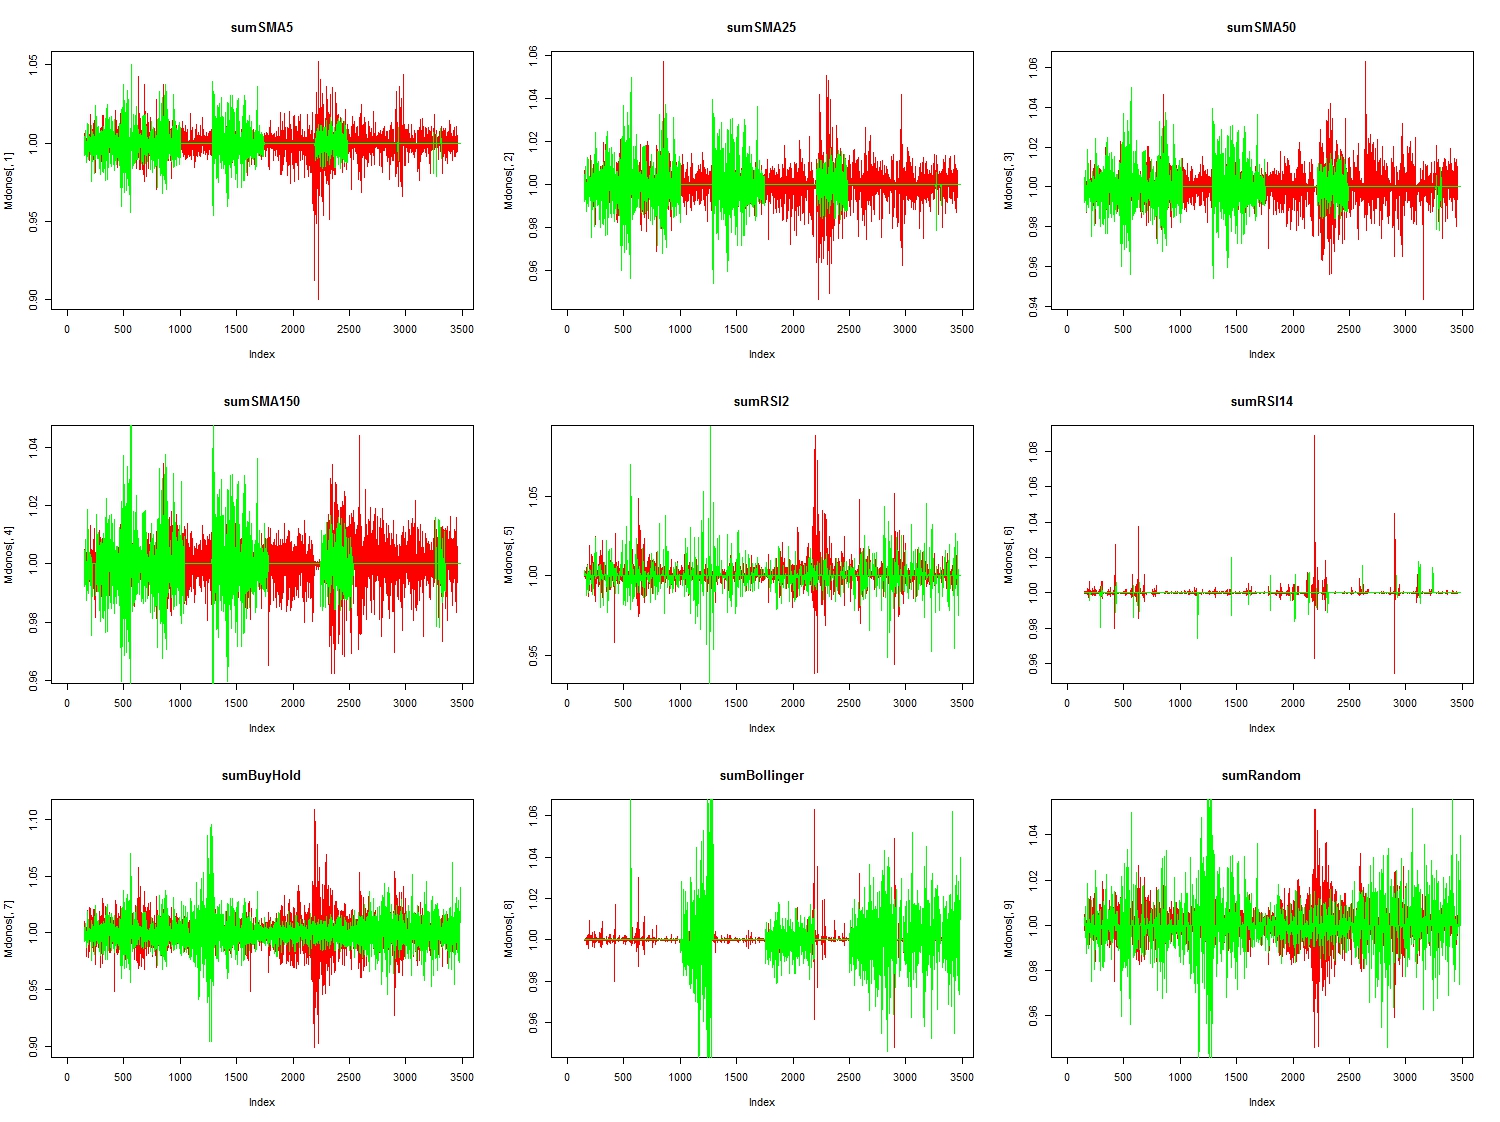 sumSMA5
Mdonos[, 1]
0.90 0.95 1.00 1.05
0 500 1000 1500 2000 2500 3000 3500
Index
sumSMA25
Mdonos[, 2]
0.96 0.98 1.00 1.02 1.04 1.06
0 500 1000 1500 2000 2500 3000 3500
Index
sumSMA50
Mdonos[, 3]
0.94 0.96 0.98 1.00 1.02 1.04 1.06
0 500 1000 1500 2000 2500 3000 3500
Index
sumSMA150
Mdonos[, 4]
0.96 0.98 1.00 1.02 1.04
0 500 1000 1500 2000 2500 3000 3500
Index
sumRSI2
Mdonos[, 5]
0.95 1.00 1.05
0 500 1000 1500 2000 2500 3000 3500
Index
sumRSI14
Mdonos[, 6]
0.96 0.98 1.00 1.02 1.04 1.06 1.08
0 500 1000 1500 2000 2500 3000 3500
Index
sumBuyHold
Mdonos[, 7]
0.90 0.95 1.00 1.05 1.10
0 500 1000 1500 2000 2500 3000 3500
Index
sumBollinger
Mdonos[, 8]
0.96 0.98 1.00 1.02 1.04 1.06
0 500 1000 1500 2000 2500 3000 3500
Index
sumRandom
Mdonos[, 9]
0.96 0.98 1.00 1.02 1.04
0 500 1000 1500 2000 2500 3000 3500
Index